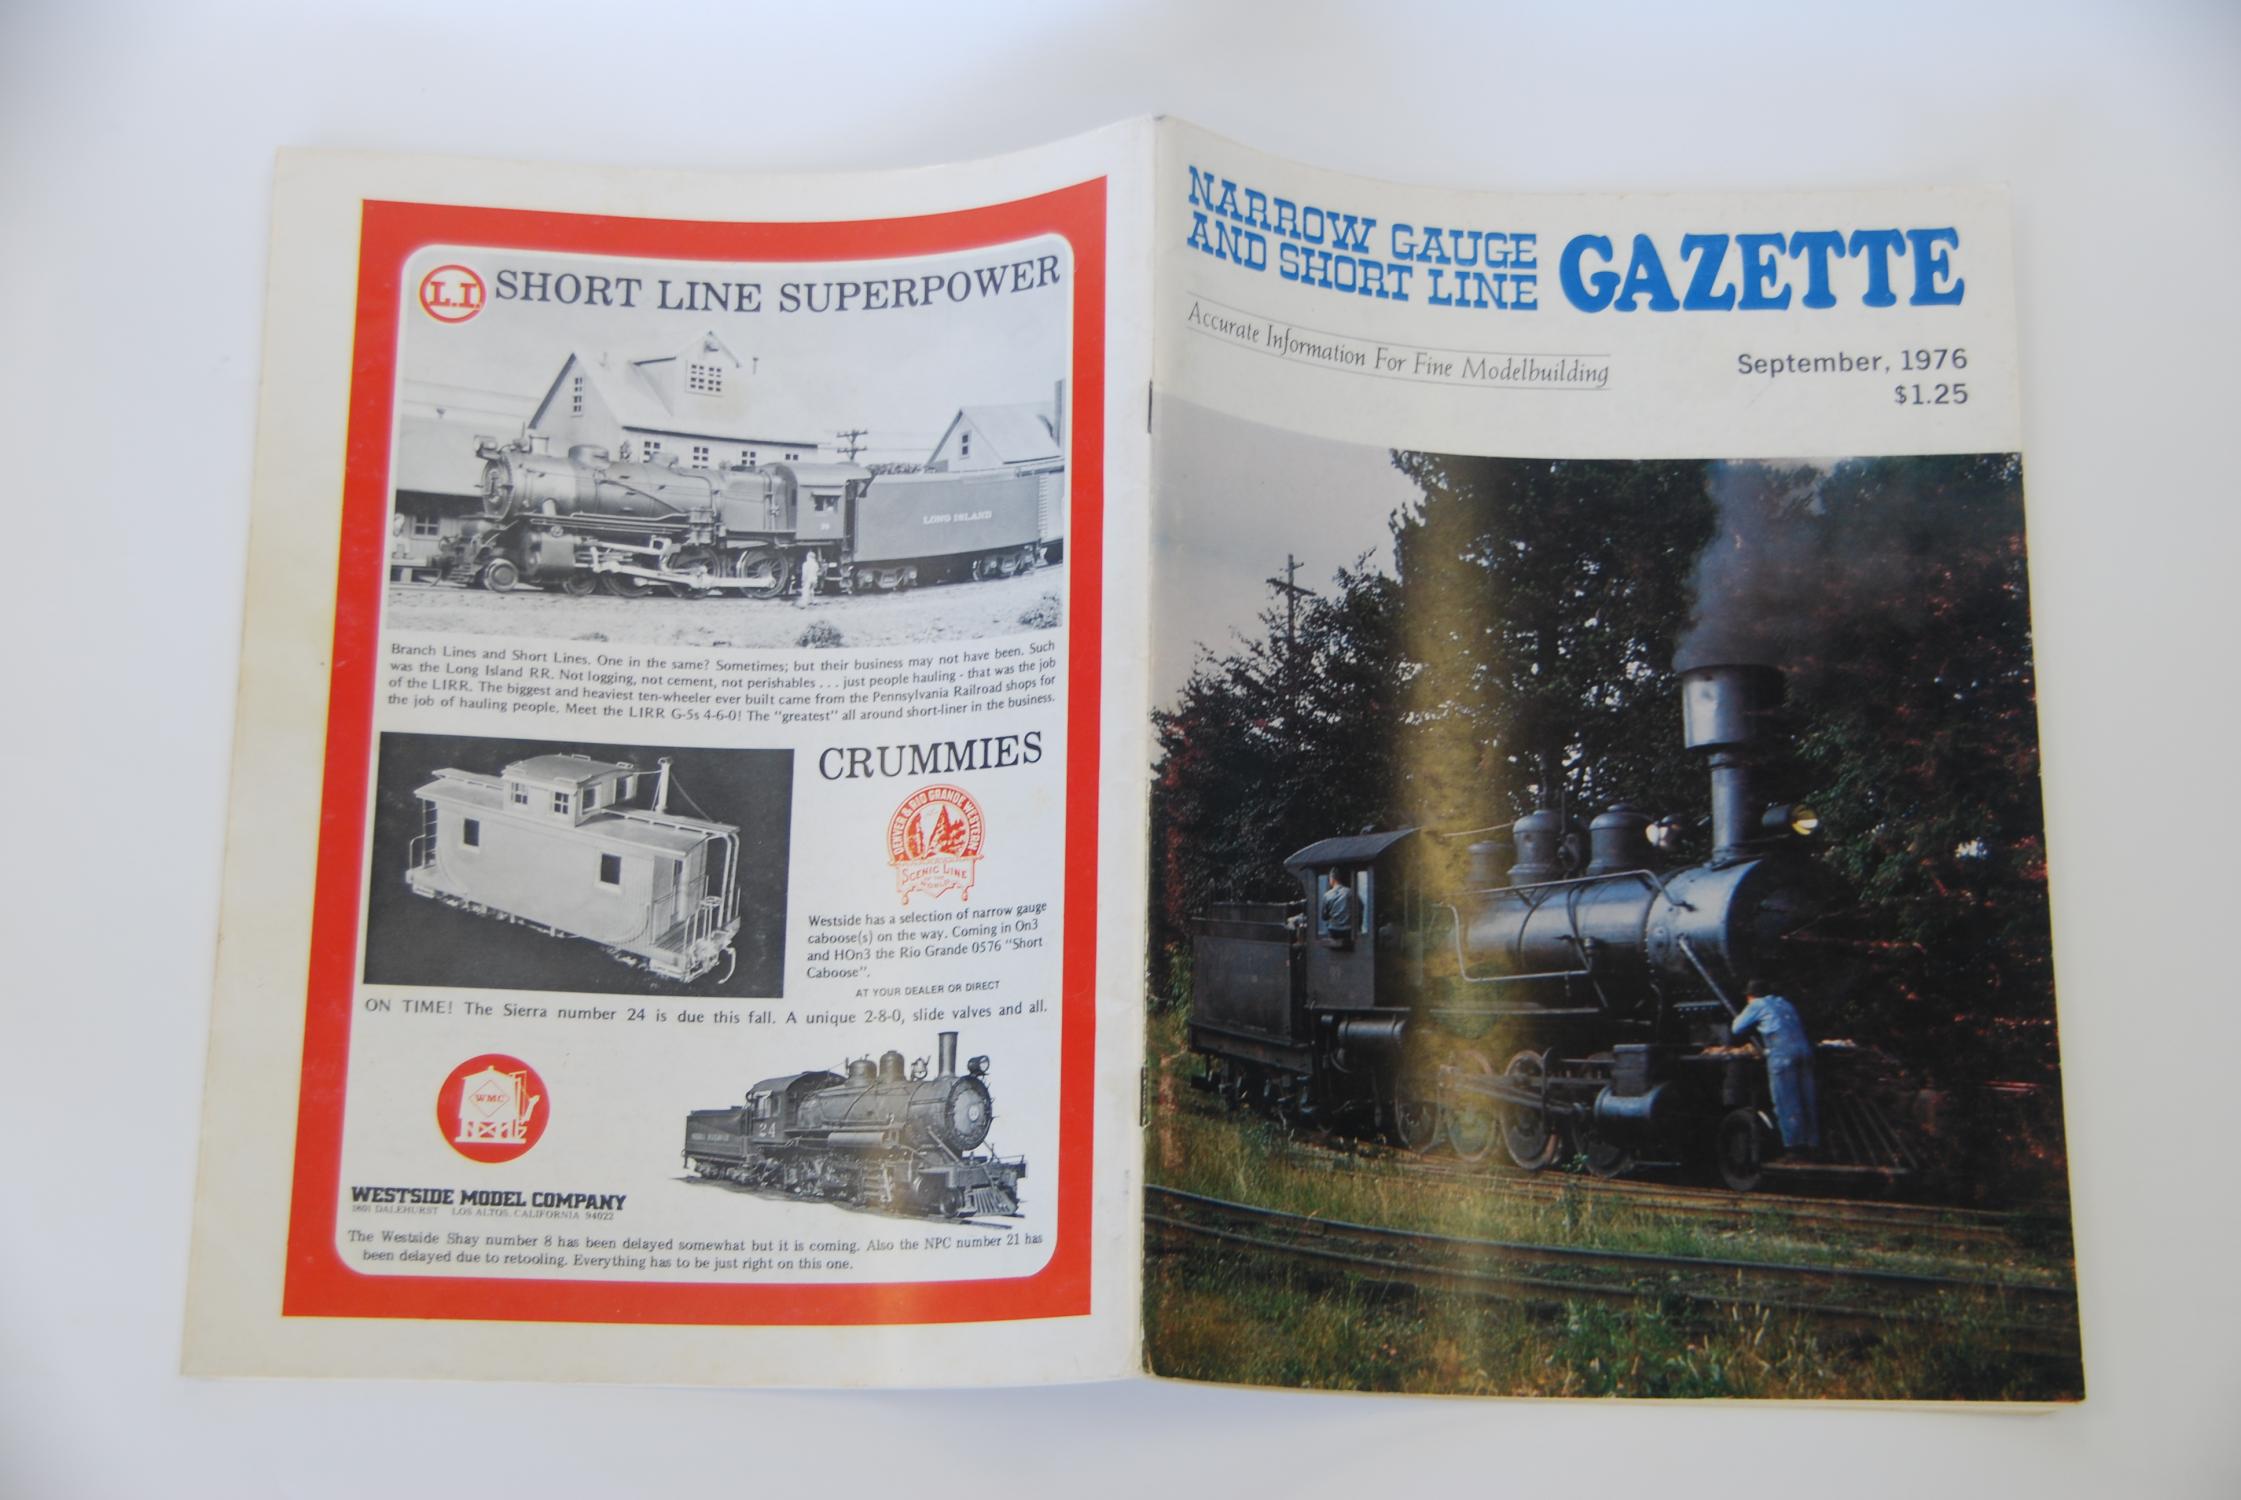 L.I. SHORT LINE SUPERPOWER
LONG ISLAND
Branch Lines and Short Lines. One in the same? Sometimes; but their business may not have been. Such
was the Long Island RR. Not logging, not cement, not perishables . . . just people hauling - that was the job
of the LIRR. The biggest and heaviest ten-wheeler ever built came from the Pennsylvania Railroad shops for
the job of hauling people. Meet the LIRR G-5s 4-6-0! The "greatest" all around short-liner in the business.
CRUMMIES
DENVER & RIO GRANDE WESTERN
SCENIC LINE
OF THE
WORLD
Westside has a selection of narrow gauge
caboose(s) on the way. Coming in On3
and HOn3 the Rio Grande 0576 "Short
Caboose".
AT YOUR DEALER OR DIRECT
ON TIME! The Sierra number 24 is due this fall. A unique 2-8-0, slide valves and all.
WMC
24
WESTSIDE MODEL COMPANY
1801 DALEHURST LOS ALTOS, CALIFORNIA 94022
The Westside Shay number 8 has been delayed somewhat but it is coming. Also the NPC number 21 has
been delayed due to retooling. Everything has to be just right on this one.
NARROW GAUGE
AND SHORT LINE
GAZETTE
Accurate Information For Fine Modelbuilding
September, 1976
$1.25